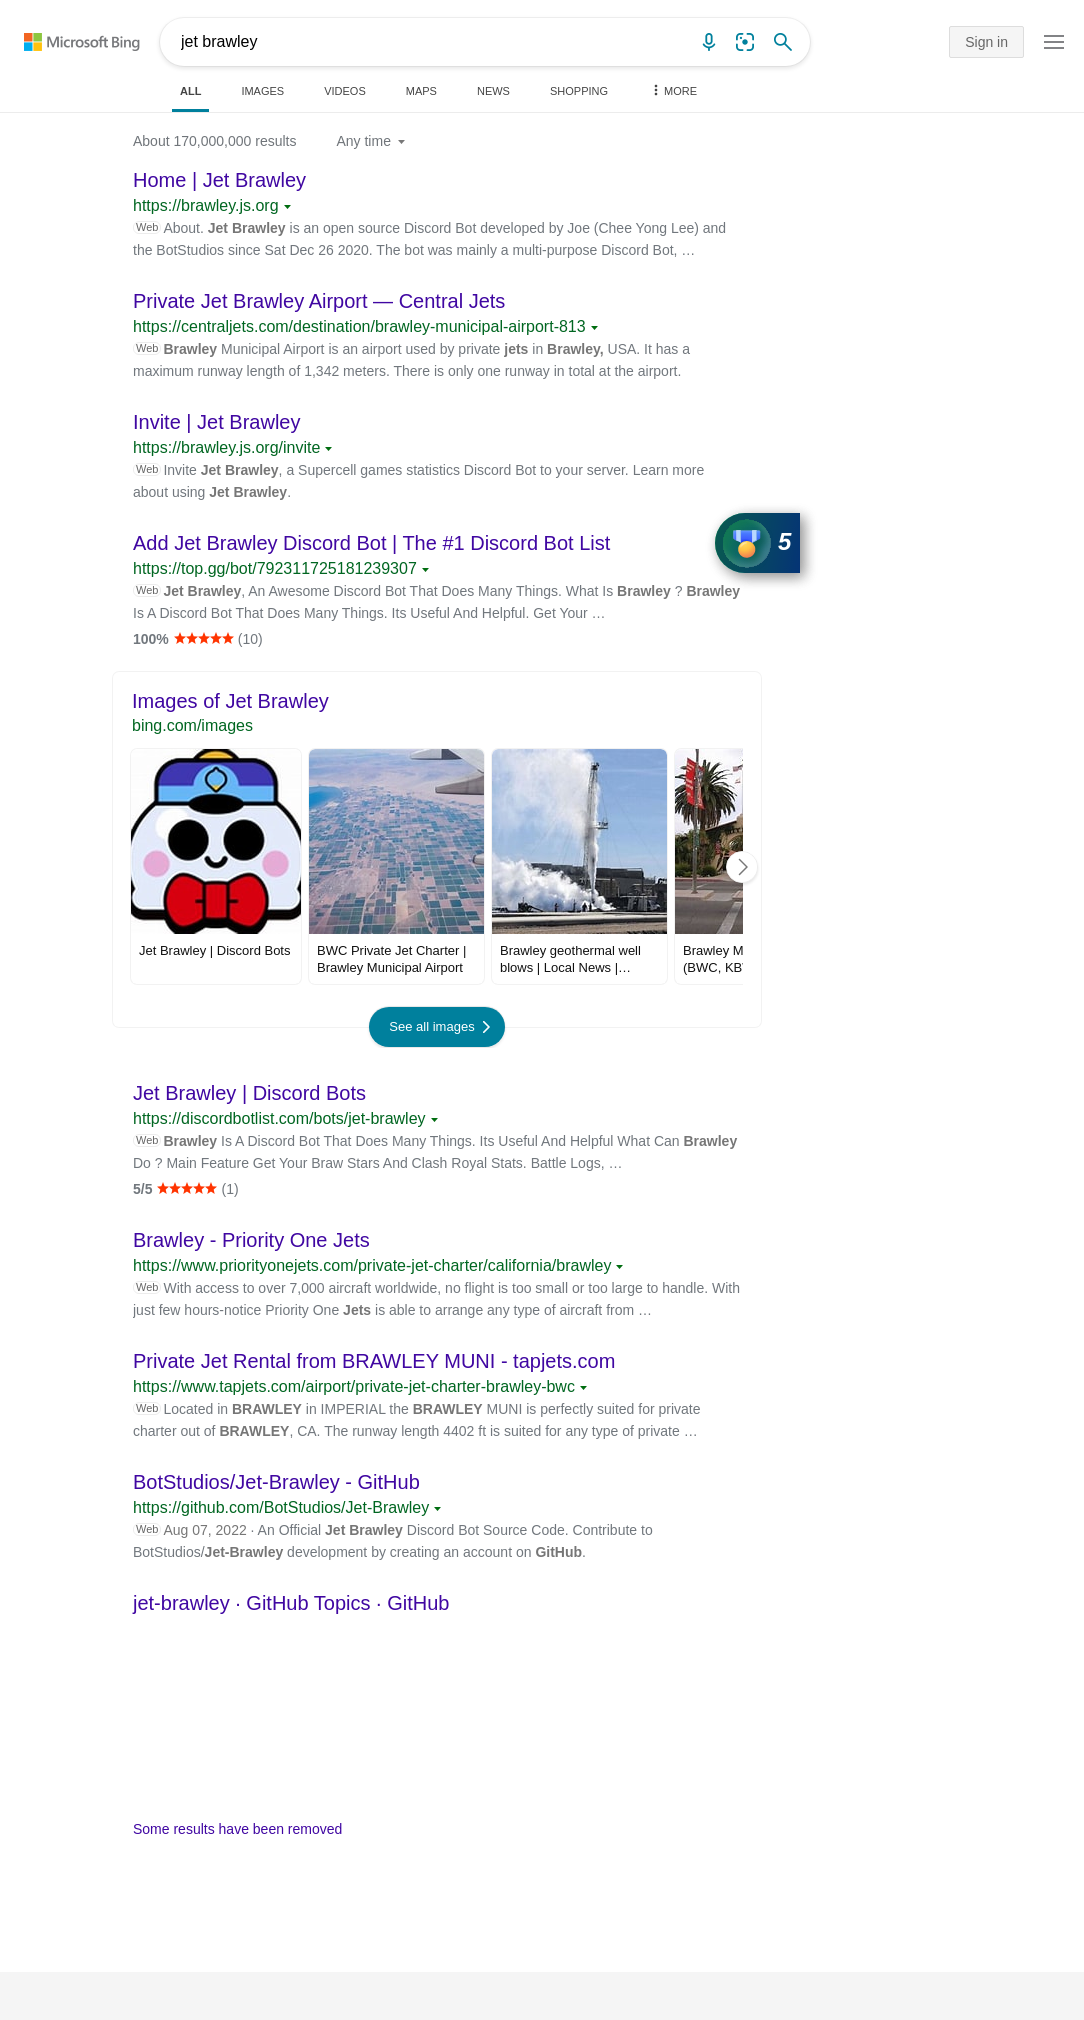 Microsoft Bing
jet brawley
Sign in
ALL IMAGES VIDEOS MAPS NEWS SHOPPING MORE
About 170,000,000 results Any time
Home | Jet Brawley
https://brawley.js.org
Web About. Jet Brawley is an open source Discord Bot developed by Joe (Chee Yong Lee) and
the BotStudios since Sat Dec 26 2020. The bot was mainly a multi-purpose Discord Bot, …
Private Jet Brawley Airport — Central Jets
https://centraljets.com/destination/brawley-municipal-airport-813
Web Brawley Municipal Airport is an airport used by private jets in Brawley, USA. It has a
maximum runway length of 1,342 meters. There is only one runway in total at the airport.
Invite | Jet Brawley
https://brawley.js.org/invite
Web Invite Jet Brawley, a Supercell games statistics Discord Bot to your server. Learn more
about using Jet Brawley.
Add Jet Brawley Discord Bot | The #1 Discord Bot List
5
https://top.gg/bot/792311725181239307
Web Jet Brawley, An Awesome Discord Bot That Does Many Things. What Is Brawley ? Brawley
Is A Discord Bot That Does Many Things. Its Useful And Helpful. Get Your …
100% (10)
Images of Jet Brawley
bing.com/images
Jet Brawley | Discord Bots
BWC Private Jet Charter |
Brawley Municipal Airport
Brawley geothermal well
blows | Local News |…
Brawley M
(BWC, KB
See all images
Jet Brawley | Discord Bots
https://discordbotlist.com/bots/jet-brawley
Web Brawley Is A Discord Bot That Does Many Things. Its Useful And Helpful What Can Brawley
Do ? Main Feature Get Your Braw Stars And Clash Royal Stats. Battle Logs, …
5/5 (1)
Brawley - Priority One Jets
https://www.priorityonejets.com/private-jet-charter/california/brawley
Web With access to over 7,000 aircraft worldwide, no flight is too small or too large to handle. With
just few hours-notice Priority One Jets is able to arrange any type of aircraft from …
Private Jet Rental from BRAWLEY MUNI - tapjets.com
https://www.tapjets.com/airport/private-jet-charter-brawley-bwc
Web Located in BRAWLEY in IMPERIAL the BRAWLEY MUNI is perfectly suited for private
charter out of BRAWLEY, CA. The runway length 4402 ft is suited for any type of private …
BotStudios/Jet-Brawley - GitHub
https://github.com/BotStudios/Jet-Brawley
Web Aug 07, 2022 · An Official Jet Brawley Discord Bot Source Code. Contribute to
BotStudios/Jet-Brawley development by creating an account on GitHub.
jet-brawley · GitHub Topics · GitHub
Some results have been removed